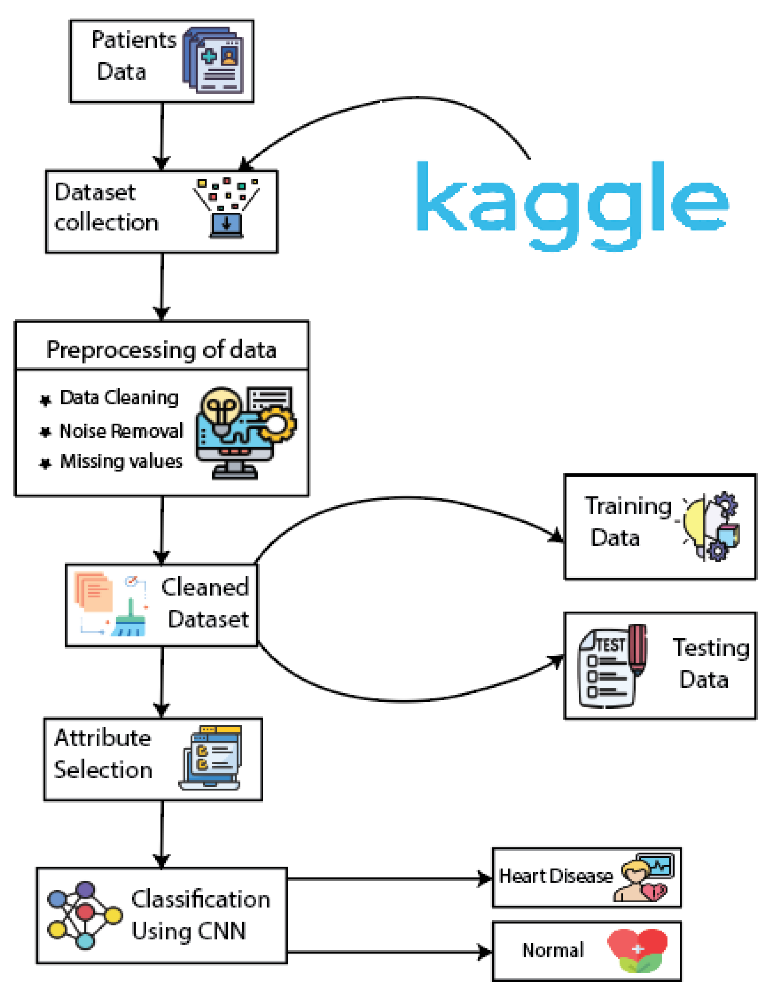 Patients
Data
Dataset
collection
kaggle
Preprocessing of data
Data Cleaning
Noise Removal
Missing values
Training
Data
Cleaned
Dataset
TEST
Testing
Data
Attribute
Selection
Classification
Using CNN
Heart Disease
Normal